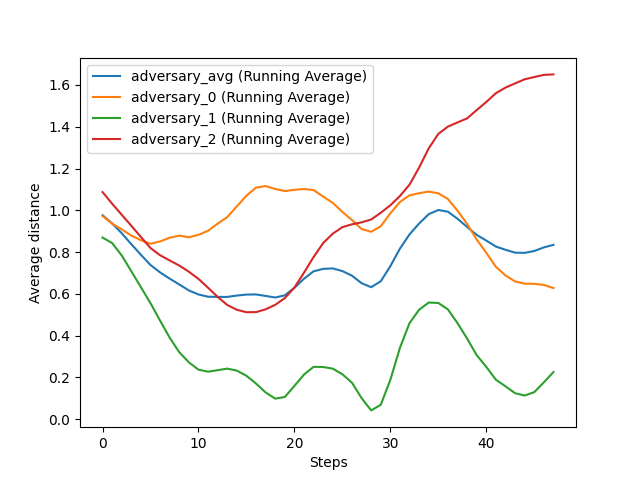 adversary_avg (Running Average)
adversary_0 (Running Average)
adversary_1 (Running Average)
adversary_2 (Running Average)
1.6
1.4
1.2
1.0
0.8
0.6
0.4
0.2
0.0
Average distance
0 10 20 30 40
Steps